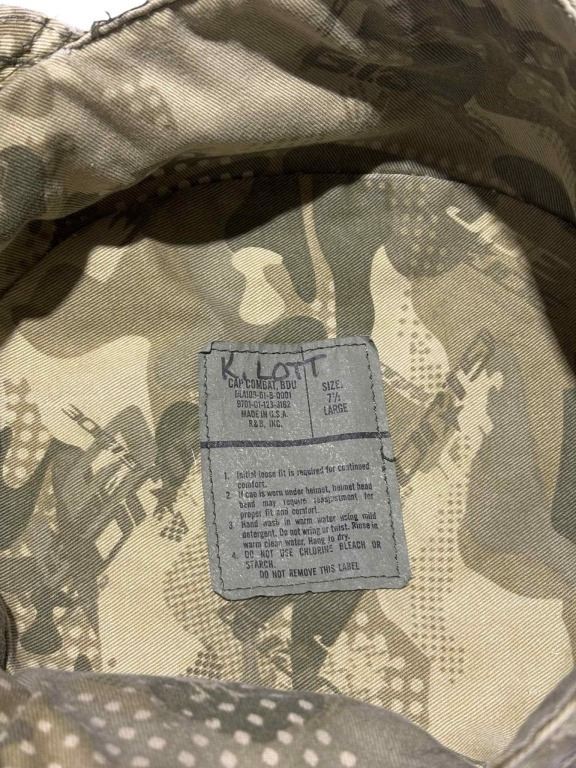 K. LOTT
CAP COMBAT, BDU
SIZE:
7½
LARGE
MADE IN U.S.A.
R&B, INC.
1. Initial loose fit is required for continued
comfort.
2. If cap is worn under helmet, helmet head
bend may require readjustment for
proper fit and comfort.
3 Hand wash in warm water using mild
detergent. Do not wring or twist. Rinse in
warm clean water. Hang to dry.
4. DO NOT USE CHLORINE BLEACH OR
STARCH.
DO NOT REMOVE THIS LABEL